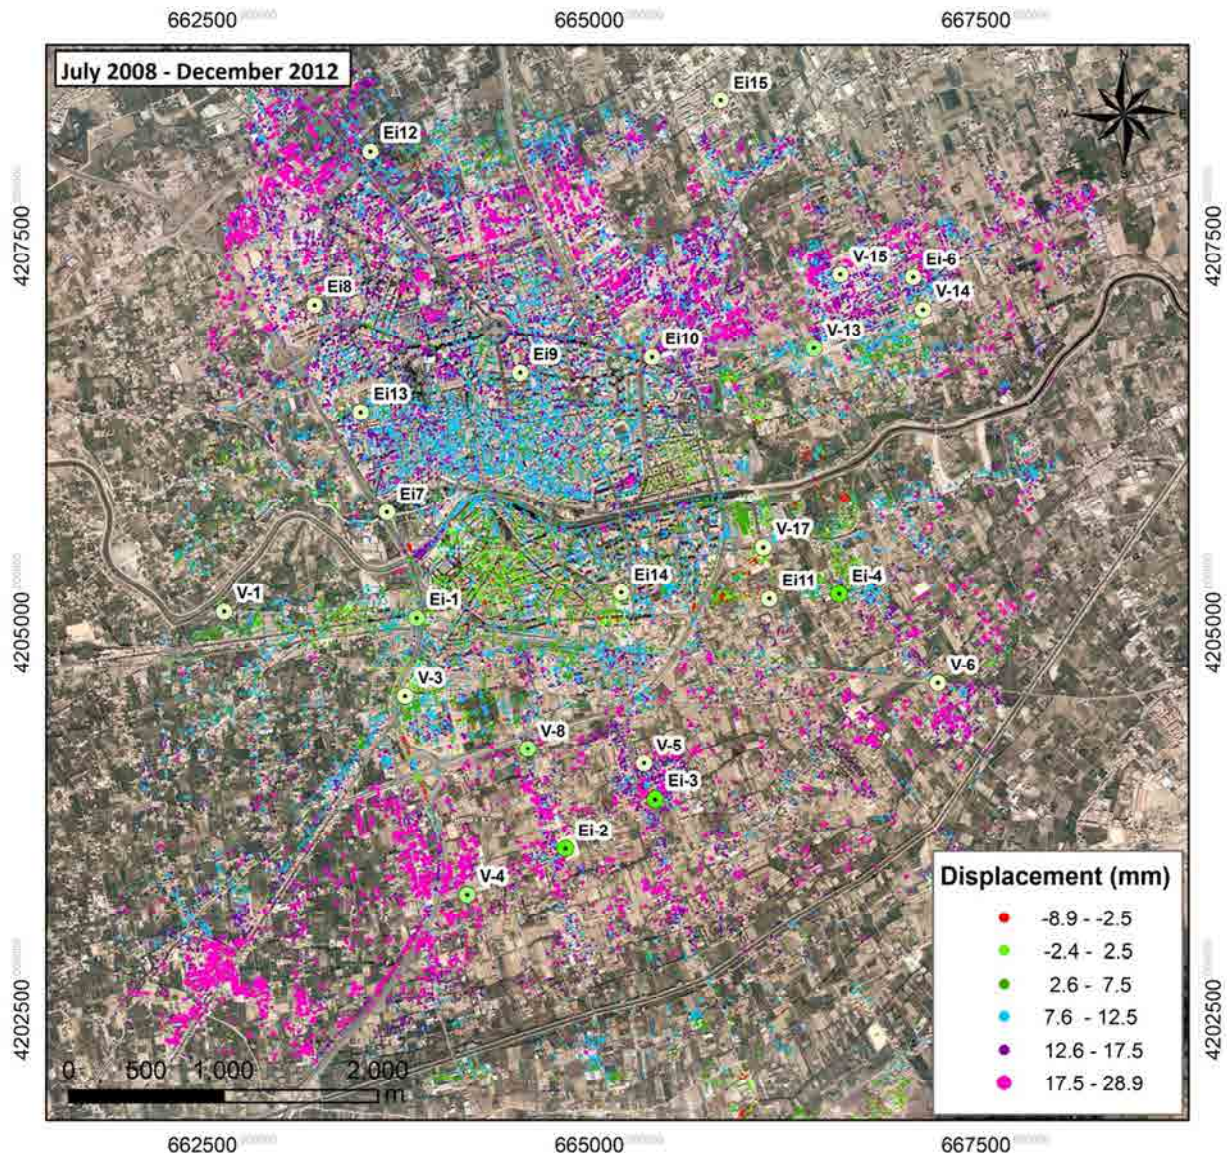 662500 665000 667500
July 2008 - December 2012
N
W E
S
Ei15
Ei12
4207500 4207500
V-15 Ei-6
Ei8 V-14
V-13
Ei10
Ei9
Ei13
Ei7
V-17
Ei14 Ei11 Ei-4
V-1 Ei-1
4205000 4205000
V-3 V-6
V-8
V-5
Ei-3
Ei-2
V-4
Displacement (mm)
-8.9 - -2.5
-2.4 - 2.5
2.6 - 7.5
7.6 - 12.5
12.6 - 17.5
17.5 - 28.9
4202500 4202500
0 500 1.000 2.000
m
662500 665000 667500